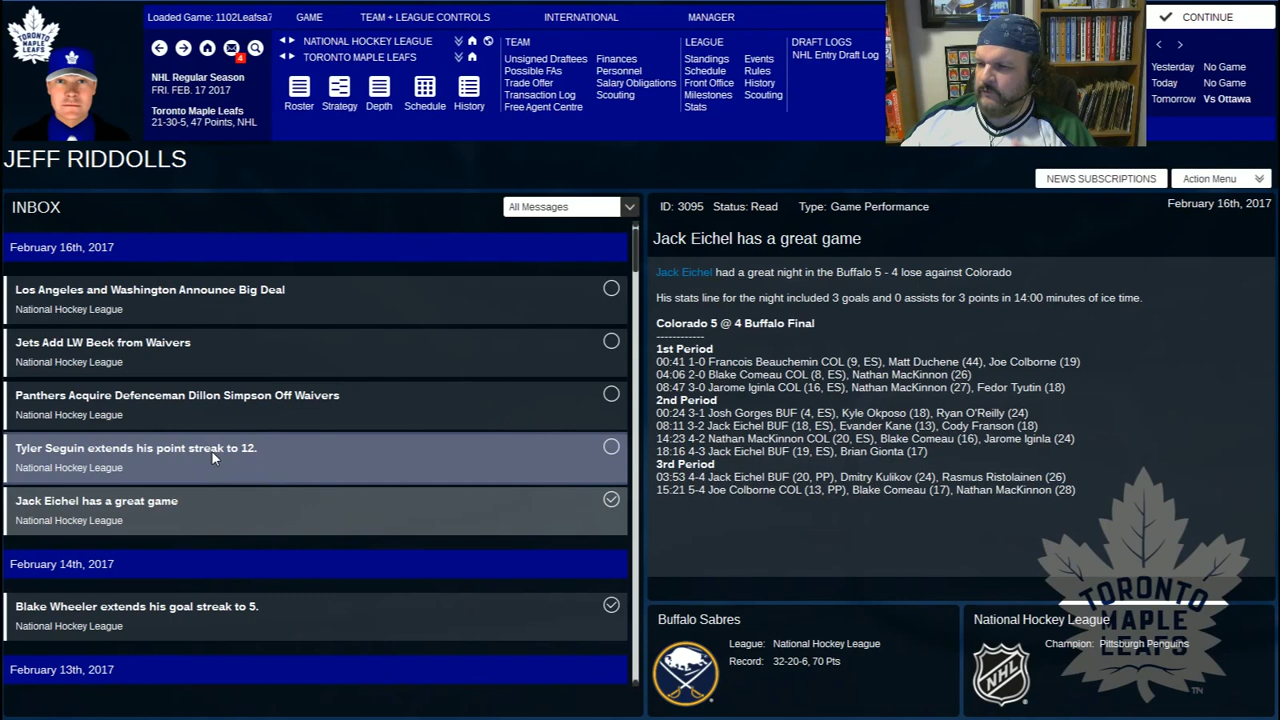 TORONTO
MAPLE
LEAFS
Loaded Game: 1102Leafsa7
GAME
TEAM + LEAGUE CONTROLS
INTERNATIONAL
MANAGER
4
NHL Regular Season
FRI. FEB. 17 2017
Toronto Maple Leafs
21-30-5, 47 Points, NHL
NATIONAL HOCKEY LEAGUE
TORONTO MAPLE LEAFS
Roster
Strategy
Depth
Schedule
History
TEAM
Unsigned Draftees
Finances
Possible FAs
Personnel
Trade Offer
Salary Obligations
Transaction Log
Scouting
Free Agent Centre
LEAGUE
Standings
Events
Schedule
Rules
Front Office
History
Milestones
Scouting
Stats
DRAFT LOGS
NHL Entry Draft Log
CONTINUE
Yesterday
No Game
Today
No Game
Tomorrow
Vs Ottawa
JEFF RIDDOLLS
NEWS SUBSCRIPTIONS
Action Menu
INBOX
All Messages
February 16th, 2017
Los Angeles and Washington Announce Big Deal
National Hockey League
Jets Add LW Beck from Waivers
National Hockey League
Panthers Acquire Defenceman Dillon Simpson Off Waivers
National Hockey League
Tyler Seguin extends his point streak to 12.
National Hockey League
Jack Eichel has a great game
National Hockey League
February 14th, 2017
Blake Wheeler extends his goal streak to 5.
National Hockey League
February 13th, 2017
ID: 3095 Status: Read Type: Game Performance
February 16th, 2017
Jack Eichel has a great game
Jack Eichel had a great night in the Buffalo 5 - 4 lose against Colorado
His stats line for the night included 3 goals and 0 assists for 3 points in 14:00 minutes of ice time.
Colorado 5 @ 4 Buffalo Final
------------
1st Period
00:41 1-0 Francois Beauchemin COL (9, ES), Matt Duchene (44), Joe Colborne (19)
04:06 2-0 Blake Comeau COL (8, ES), Nathan MacKinnon (26)
08:47 3-0 Jarome Iginla COL (16, ES), Nathan MacKinnon (27), Fedor Tyutin (18)
2nd Period
00:24 3-1 Josh Gorges BUF (4, ES), Kyle Okposo (18), Ryan O'Reilly (24)
08:11 3-2 Jack Eichel BUF (18, ES), Evander Kane (13), Cody Franson (18)
14:23 4-2 Nathan MacKinnon COL (20, ES), Blake Comeau (16), Jarome Iginla (24)
18:16 4-3 Jack Eichel BUF (19, ES), Brian Gionta (17)
3rd Period
03:53 4-4 Jack Eichel BUF (20, PP), Dmitry Kulikov (24), Rasmus Ristolainen (26)
15:21 5-4 Joe Colborne COL (13, PP), Blake Comeau (17), Nathan MacKinnon (28)
TORONTO
MAPLE
LEAFS
TM
Buffalo Sabres
League: National Hockey League
Record: 32-20-6, 70 Pts
National Hockey League
Champion: Pittsburgh Penguins
NHL